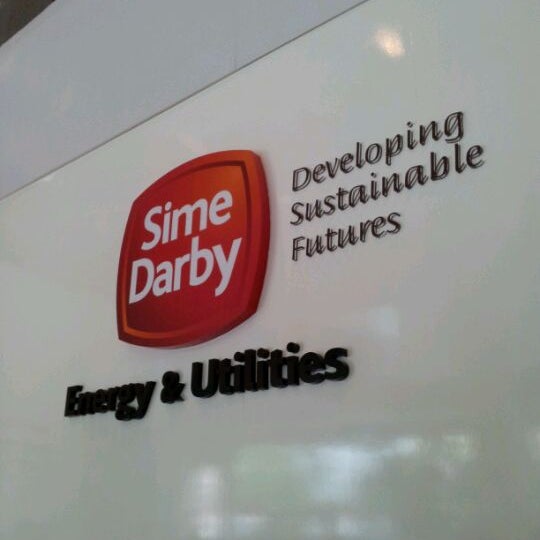 Sime
Darby
Developing
Sustainable
Futures
Energy & Utilities